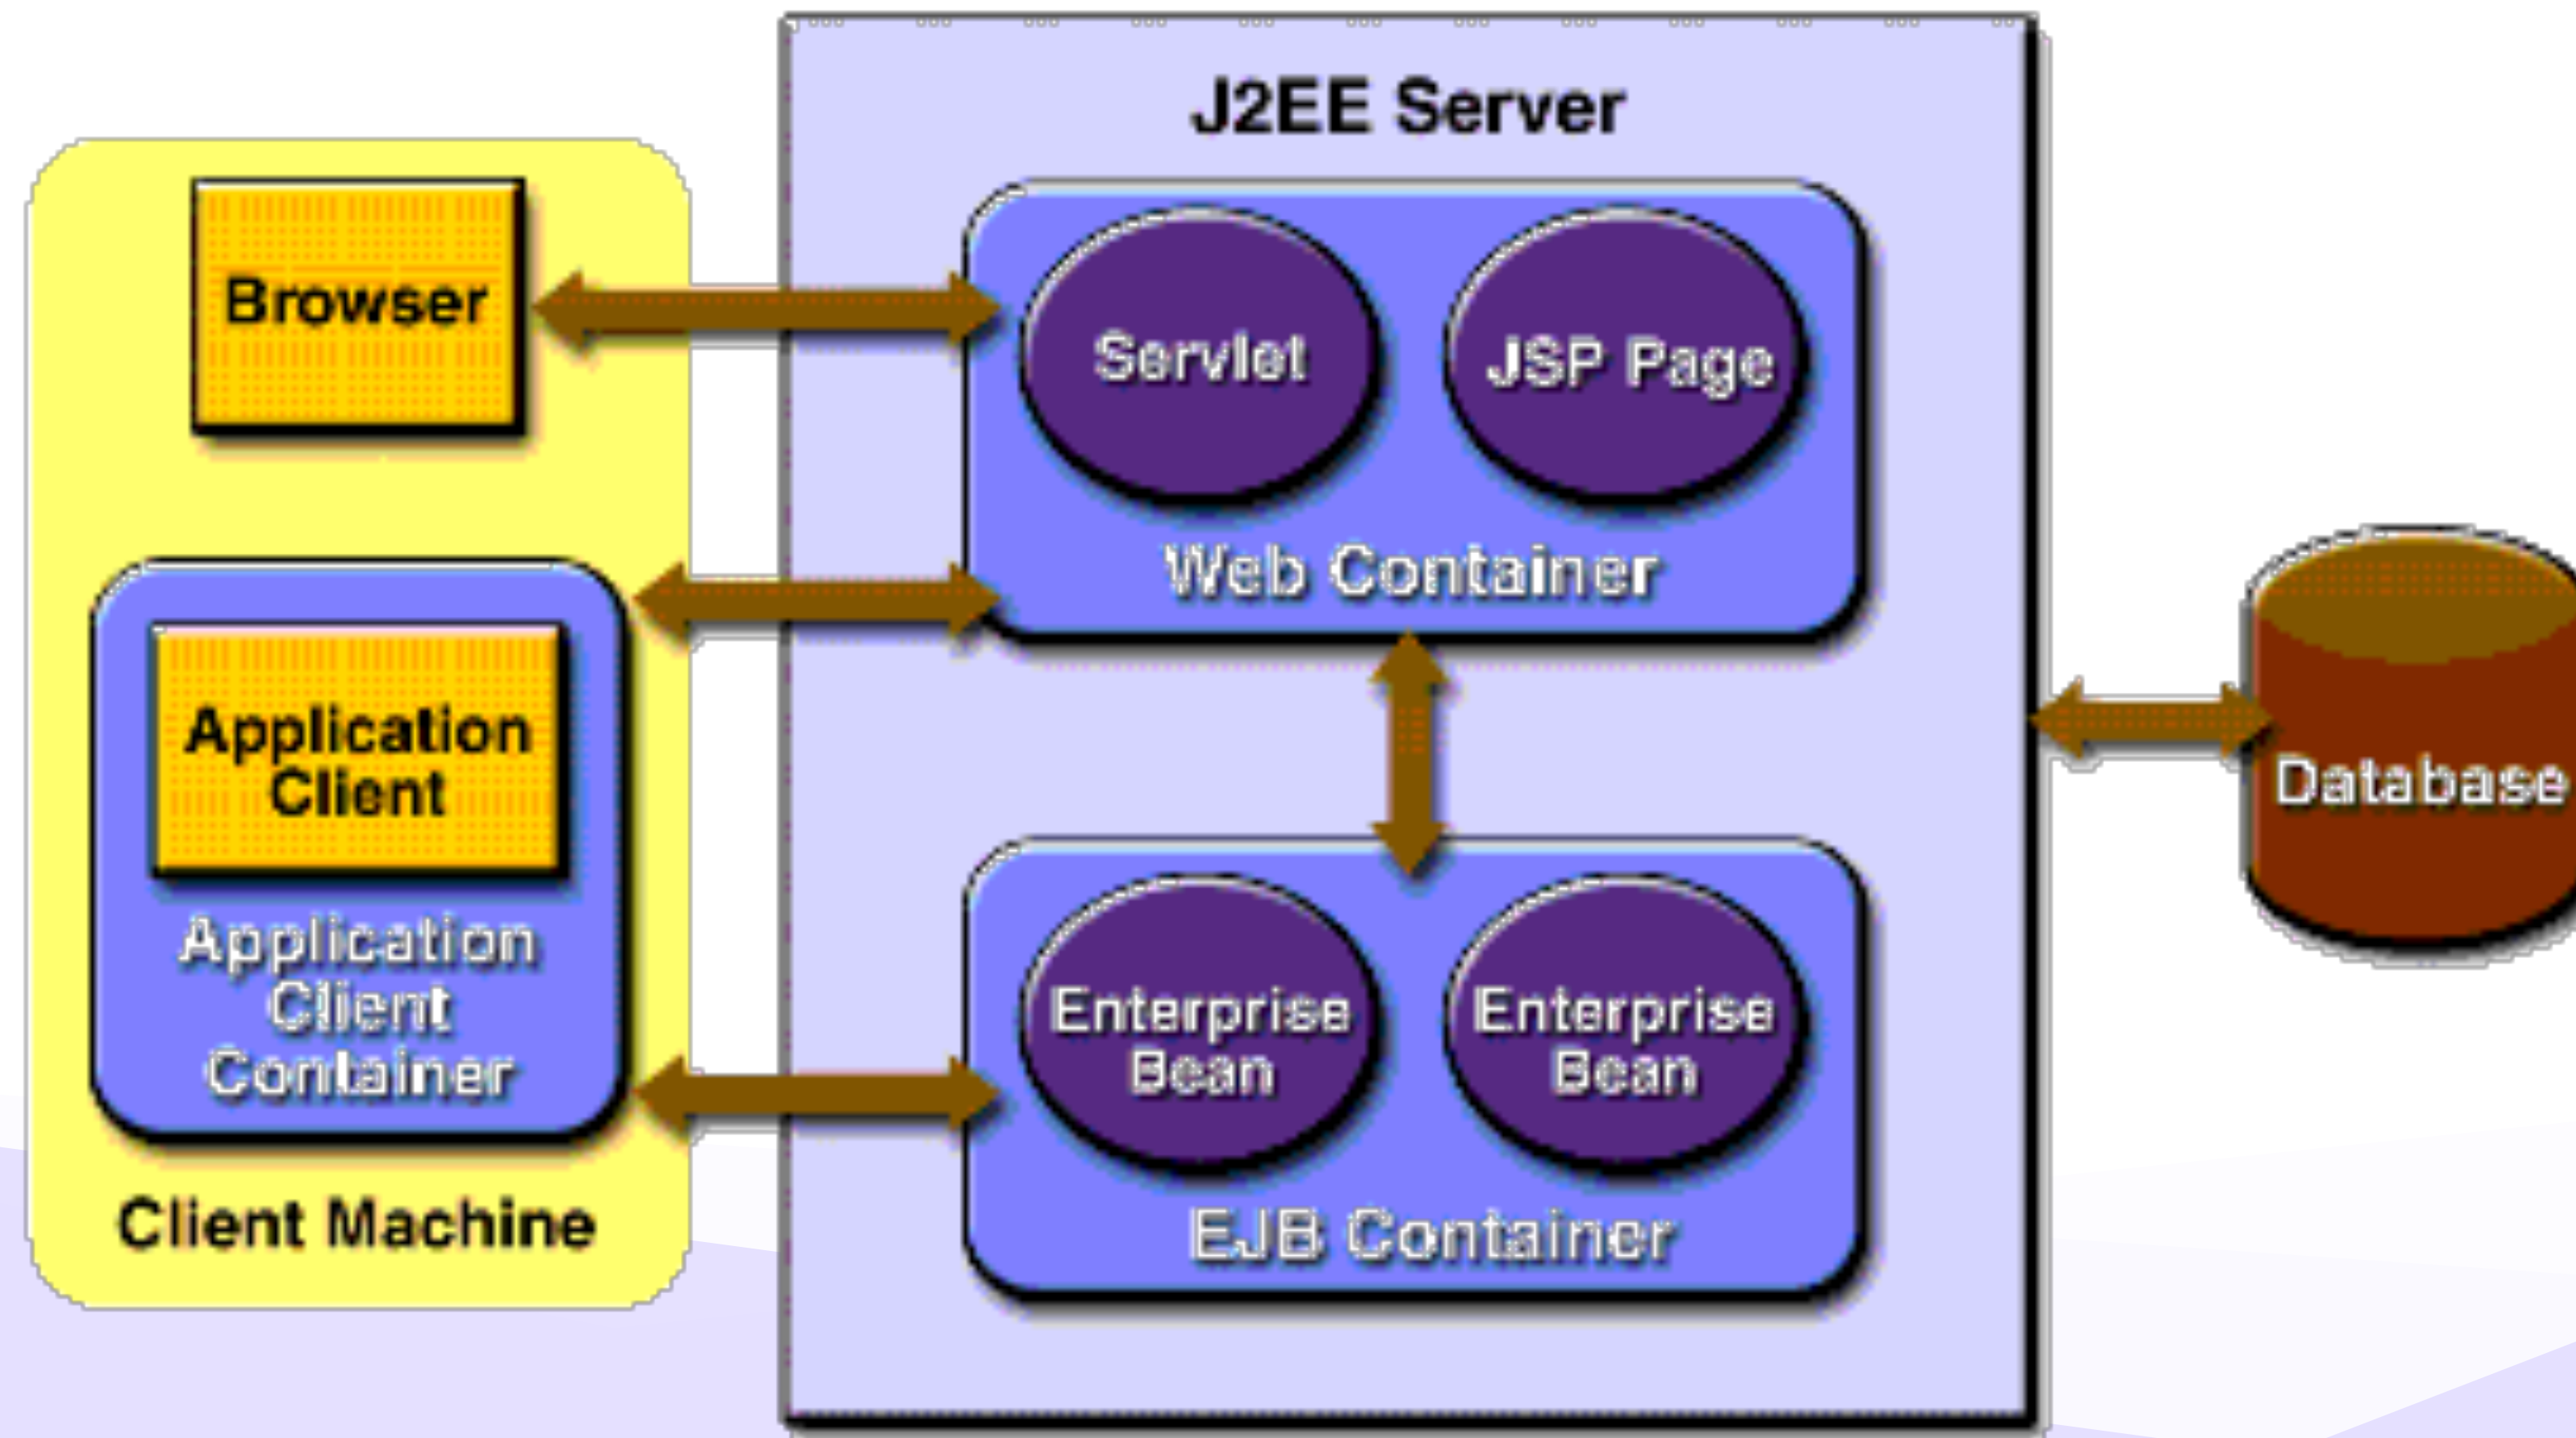 J2EE Server
Browser
Servlet
JSP Page
Web Container
Application
Client
Application
Client
Container
Client Machine
Enterprise
Bean
Enterprise
Bean
EJB Container
Database